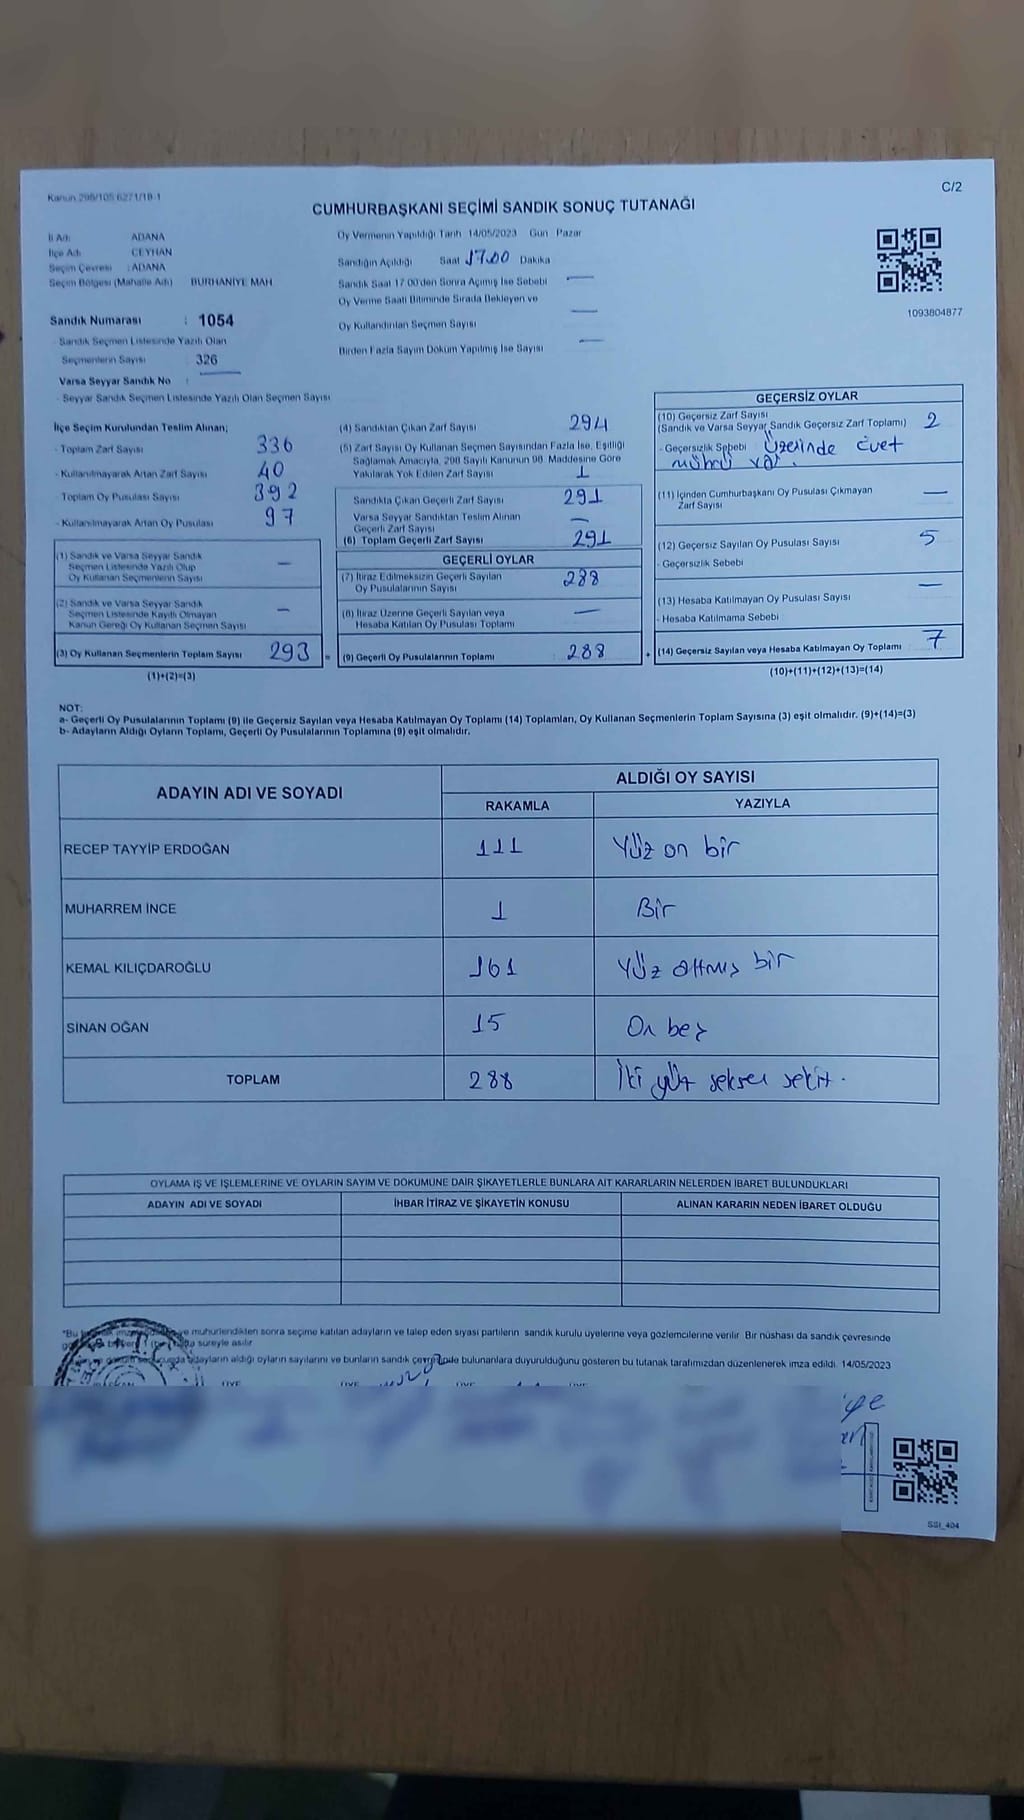 Kanun 298/105 6271/18-1
C/2
CUMHURBAŞKANI SEÇİMİ SANDIK SONUÇ TUTANAĞI
İl Adı: ADANA
İlçe Adı: CEYHAN
Seçim Çevresi :ADANA
Seçim Bölgesi (Mahalle Adı) BURHANİYE MAH
Sandık Numarası : 1054
- Sandık Seçmen Listesinde Yazılı Olan
Seçmenlerin Sayısı 326
Varsa Seyyar Sandık No :
- Seyyar Sandık Seçmen Listesinde Yazılı Olan Seçmen Sayısı
Oy Vermenin Yapıldığı Tarih 14/05/2023 Gün Pazar
Sandığın Açıldığı Saat 17.00 Dakika
Sandık Saat 17.00'den Sonra Açımış İse Sebebi —
Oy Verme Saati Bitiminde Sırada Bekleyen ve
Oy Kullandırılan Seçmen Sayısı —
Birden Fazla Sayım Döküm Yapılmış İse Sayısı —
1093804877
İlçe Seçim Kurulundan Teslim Alınan;
- Toplam Zarf Sayısı 336
- Kullanılmayarak Artan Zarf Sayısı 40
- Toplam Oy Pusulası Sayısı 392
- Kullanılmayarak Artan Oy Pusulası 97
(1) Sandık ve Varsa Seyyar Sandık
Seçmen Listesinde Yazılı Olup
Oy Kullanan Seçmenlerin Sayısı —
(2) Sandık ve Varsa Seyyar Sandık
Seçmen Listesinde Kayıtlı Olmayan
Kanun Gereği Oy Kullanan Seçmen Sayısı —
(3) Oy Kullanan Seçmenlerin Toplam Sayısı 293 =
(1)+(2)=(3)
(4) Sandıktan Çıkan Zarf Sayısı 294
(5) Zarf Sayısı Oy Kullanan Seçmen Sayısından Fazla İse, Eşitliği
Sağlamak Amacıyla, 298 Sayılı Kanunun 98. Maddesine Göre
Yakılarak Yok Edilen Zarf Sayısı 1
Sandıkta Çıkan Geçerli Zarf Sayısı 291
Varsa Seyyar Sandıktan Teslim Alınan
Geçerli Zarf Sayısı —
(6) Toplam Geçerli Zarf Sayısı 291
GEÇERLİ OYLAR
(7) İtiraz Edilmeksizin Geçerli Sayılan
Oy Pusulalarının Sayısı 288
(8) İtiraz Üzerine Geçerli Sayılan veya
Hesaba Katılan Oy Pusulası Toplamı —
(9) Geçerli Oy Pusulalarının Toplamı : 288 +
GEÇERSİZ OYLAR
(10) Geçersiz Zarf Sayısı
(Sandık ve Varsa Seyyar Sandık Geçersiz Zarf Toplamı) 2
- Geçersizlik Sebebi Üzerinde Evet
mührü var.
(11) İçinden Cumhurbaşkanı Oy Pusulası Çıkmayan
Zarf Sayısı —
(12) Geçersiz Sayılan Oy Pusulası Sayısı 5
- Geçersizlik Sebebi
(13) Hesaba Katılmayan Oy Pusulası Sayısı —
- Hesaba Katılmama Sebebi
(14) Geçersiz Sayılan veya Hesaba Katılmayan Oy Toplamı 7
(10)+(11)+(12)+(13)=(14)
NOT:
a- Geçerli Oy Pusulalarının Toplamı (9) ile Geçersiz Sayılan veya Hesaba Katılmayan Oy Toplamı (14) Toplamları, Oy Kullanan Seçmenlerin Toplam Sayısına (3) eşit olmalıdır. (9)+(14)=(3)
b- Adayların Aldığı Oyların Toplamı, Geçerli Oy Pusulalarının Toplamına (9) eşit olmalıdır.
ADAYIN ADI VE SOYADI
ALDIĞI OY SAYISI
RAKAMLA YAZIYLA
RECEP TAYYİP ERDOĞAN 111 Yüz on bir
MUHARREM İNCE 1 Bir
KEMAL KILIÇDAROĞLU 161 Yüz altmış bir
SİNAN OĞAN 15 On beş
TOPLAM 288 İki yüz seksen sekiz.
OYLAMA İŞ VE İŞLEMLERİNE VE OYLARIN SAYIM VE DÖKÜMÜNE DAİR ŞİKAYETLERLE BUNLARA AİT KARARLARIN NELERDEN İBARET BULUNDUKLARI
ADAYIN ADI VE SOYADI İHBAR İTİRAZ VE ŞİKAYETİN KONUSU ALINAN KARARIN NEDEN İBARET OLDUĞU
mühürlendikten sonra seçime katılan adayların ve talep eden siyasi partilerin sandık kurulu üyelerine veya gözlemcilerine verilir. Bir nüshası da sandık çevresinde
süreyle asılır
adayların aldığı oyların sayılarını ve bunların sandık çevresinde bulunanlara duyurulduğunu gösteren bu tutanak tarafımızdan düzenlenerek imza edildi. 14/05/2023
SSI_404